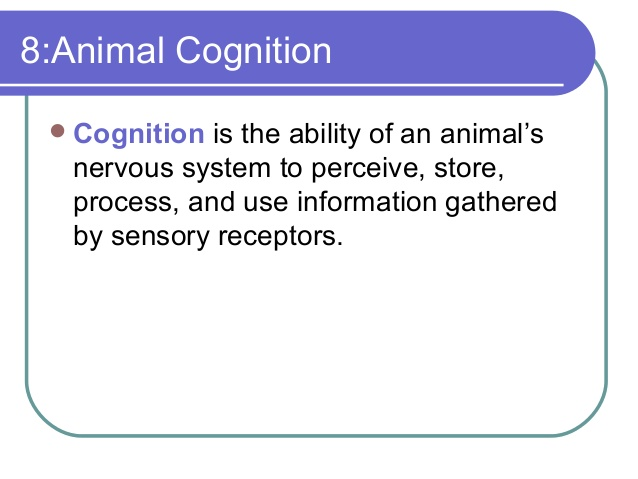 8:Animal Cognition
Cognition is the ability of an animal’s
nervous system to perceive, store,
process, and use information gathered
by sensory receptors.